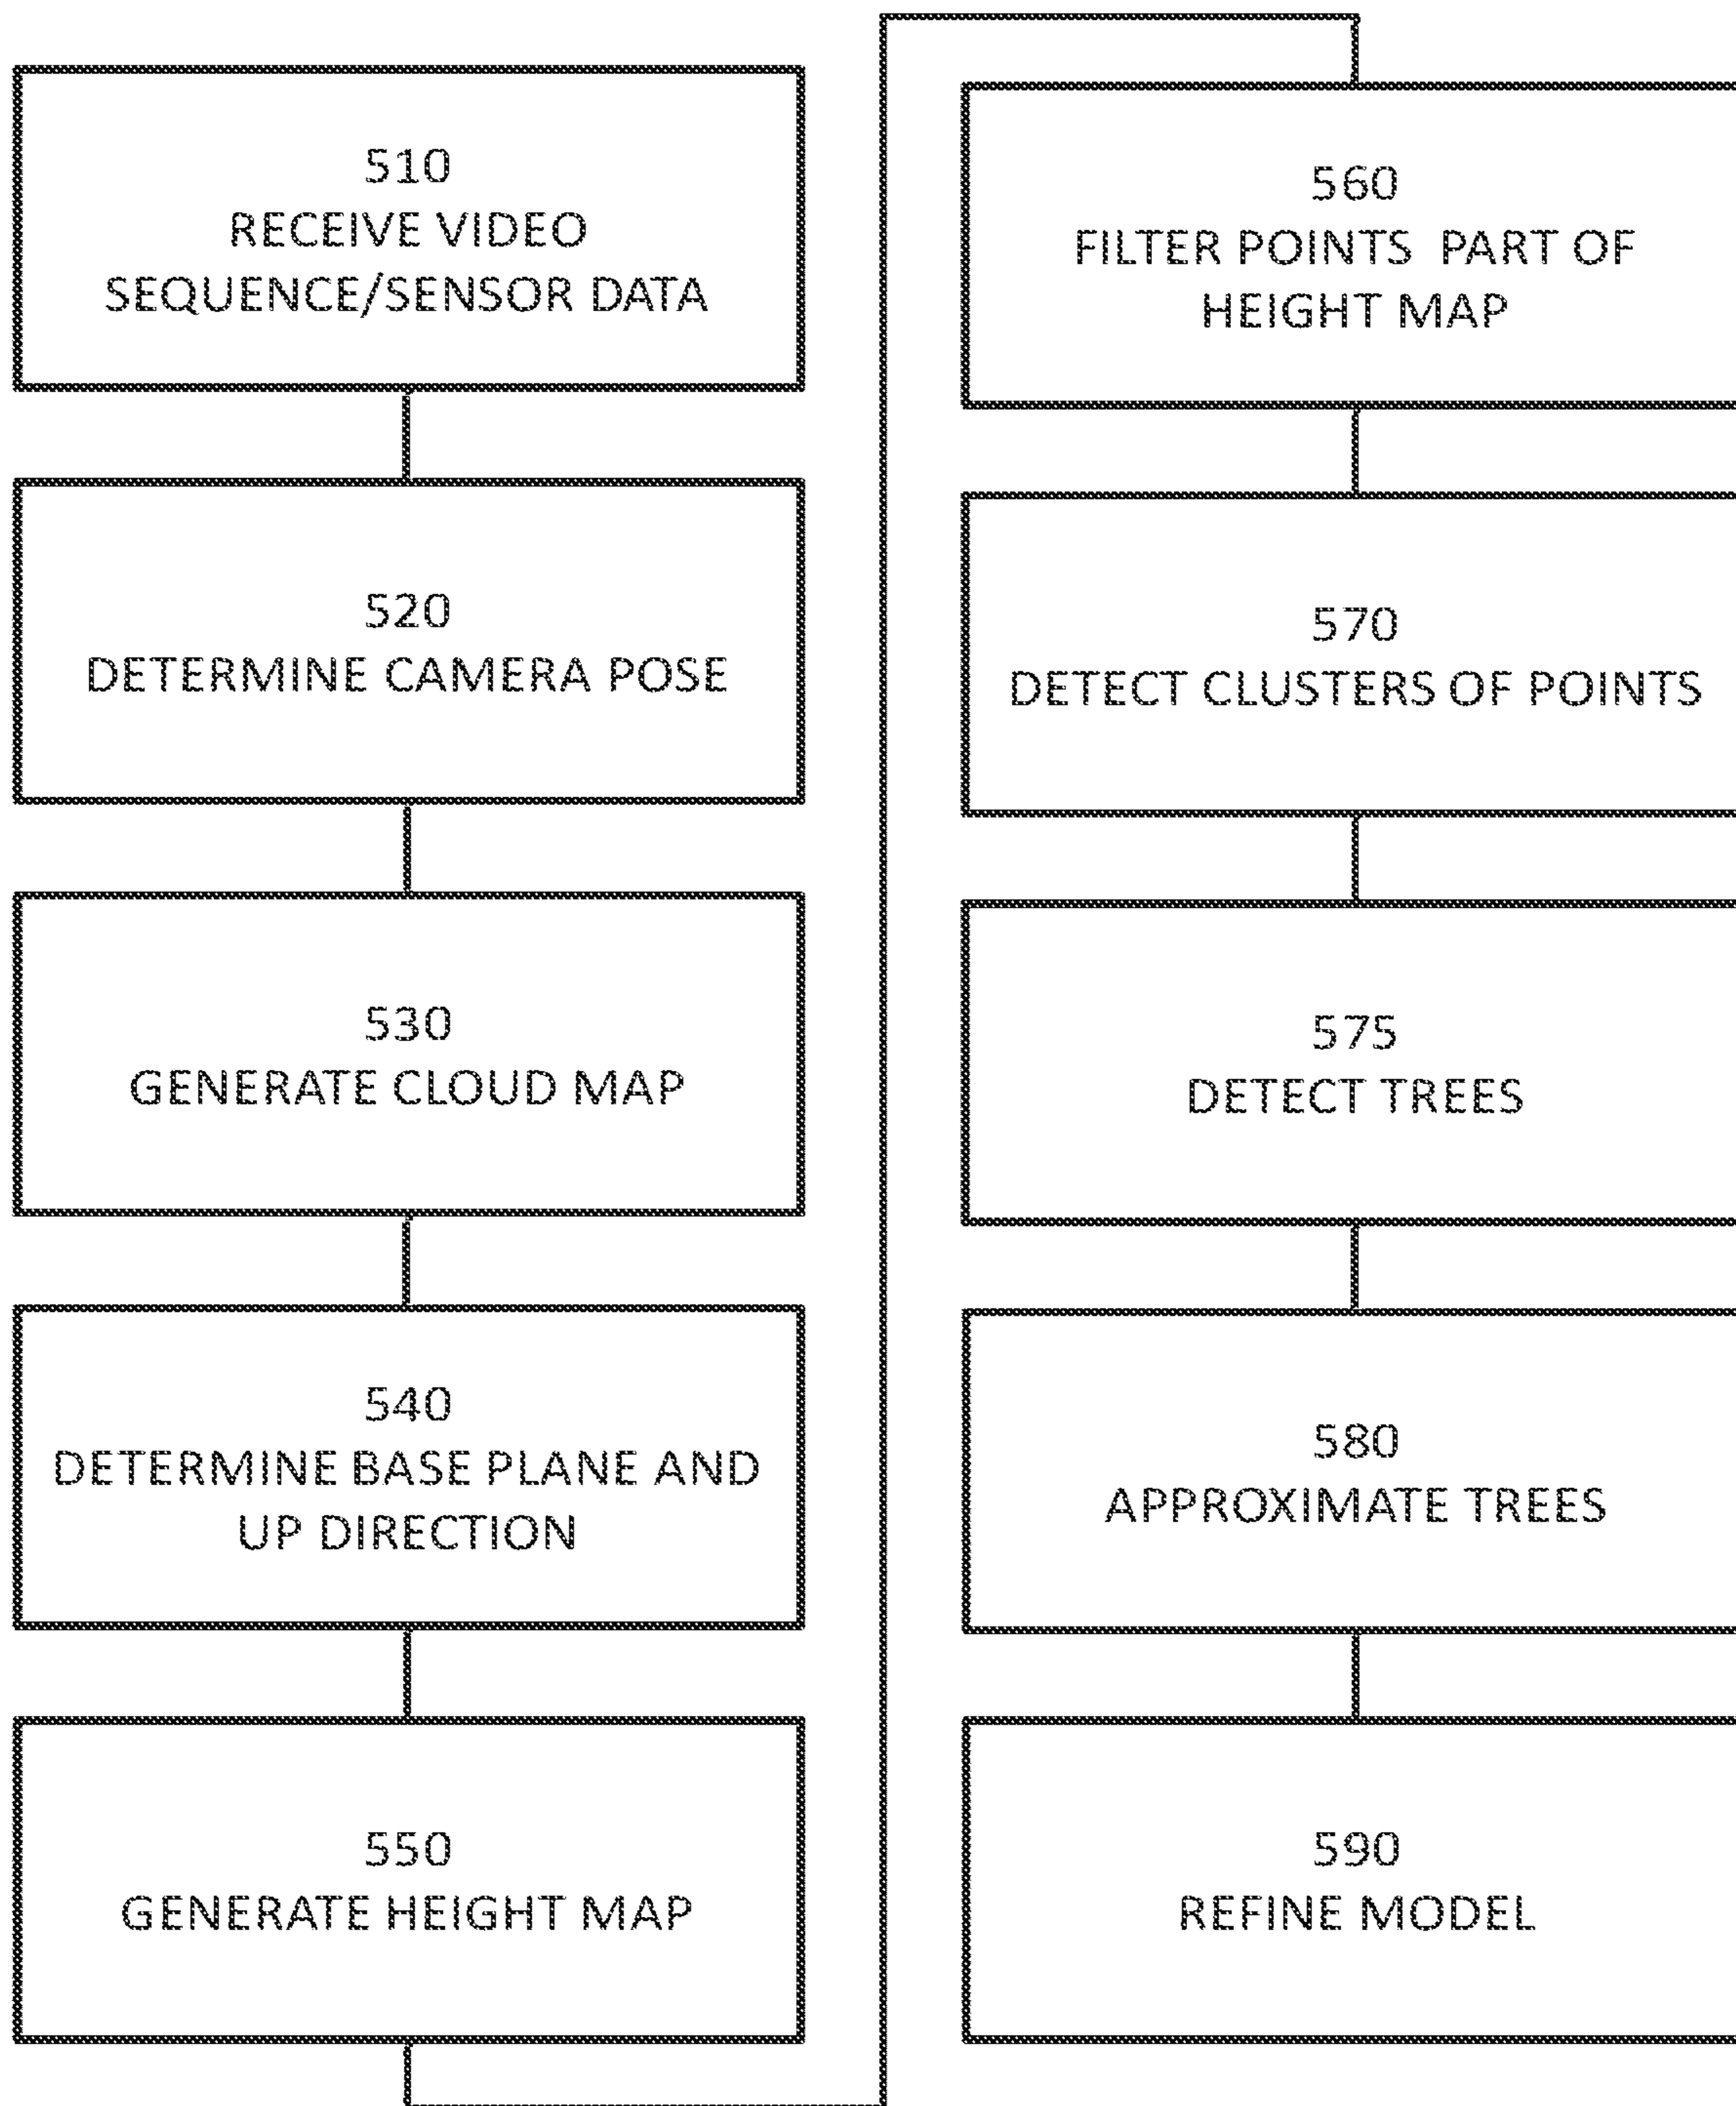 510
RECEIVE VIDEO
SEQUENCE/SENSOR DATA
520
DETERMINE CAMERA POSE
530
GENERATE CLOUD MAP
540
DETERMINE BASE PLANE AND
UP DIRECTION
550
GENERATE HEIGHT MAP
560
FILTER POINTS PART OF
HEIGHT MAP
570
DETECT CLUSTERS OF POINTS
575
DETECT TREES
580
APPROXIMATE TREES
590
REFINE MODEL